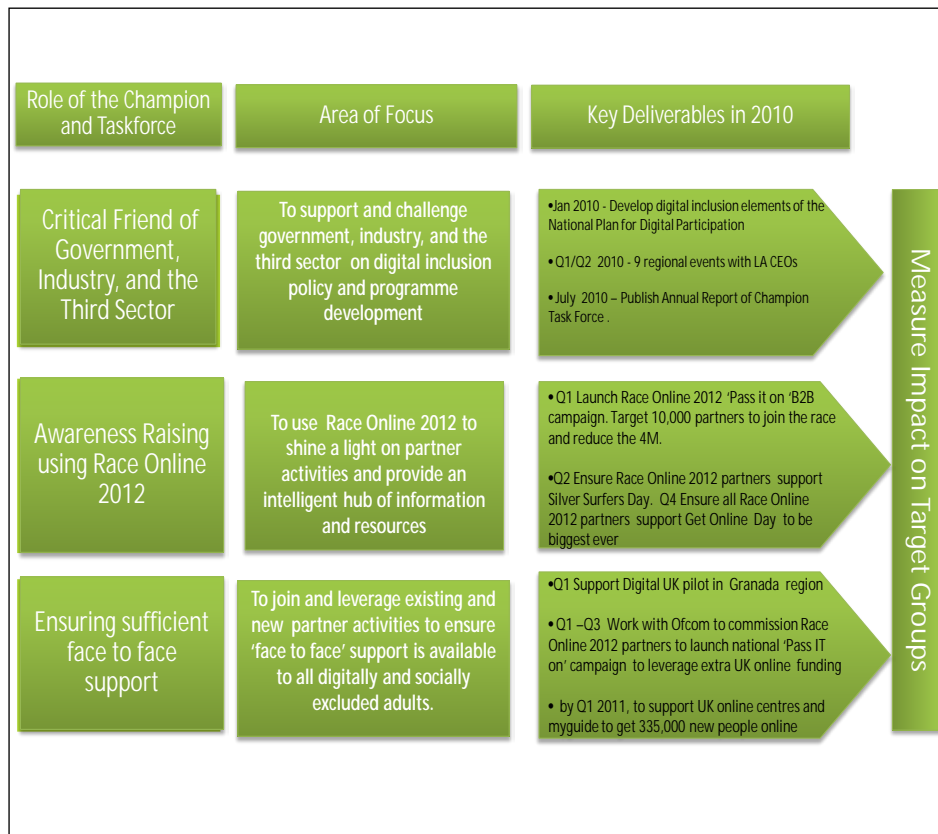 Role of the Champion
and Taskforce
Area of Focus
Key Deliverables in 2010
Critical Friend of
Government,
Industry, and the
Third Sector
To support and challenge
government, industry, and the
third sector on digital inclusion
policy and programme
development
•Jan 2010 - Develop digital inclusion elements of the
National Plan for Digital Participation
•Q1/Q2 2010 - 9 regional events with LA CEOs
•July 2010 – Publish Annual Report of Champion
Task Force .
Awareness Raising
using Race Online
2012
To use Race Online 2012 to
shine a light on partner
activities and provide an
intelligent hub of information
and resources
•Q1 Launch Race Online 2012 'Pass it on 'B2B
campaign. Target 10,000 partners to join the race
and reduce the 4M.
•Q2 Ensure Race Online 2012 partners support
Silver Surfers Day. Q4 Ensure all Race Online
2012 partners support Get Online Day to be
biggest ever
Ensuring sufficient
face to face
support
To join and leverage existing and
new partner activities to ensure
'face to face' support is available
to all digitally and socially
excluded adults.
•Q1 Support Digital UK pilot in Granada region
•Q1 –Q3 Work with Ofcom to commission Race
Online 2012 partners to launch national 'Pass IT
on' campaign to leverage extra UK online funding
• by Q1 2011, to support UK online centres and
myguide to get 335,000 new people online
Measure Impact on Target Groups